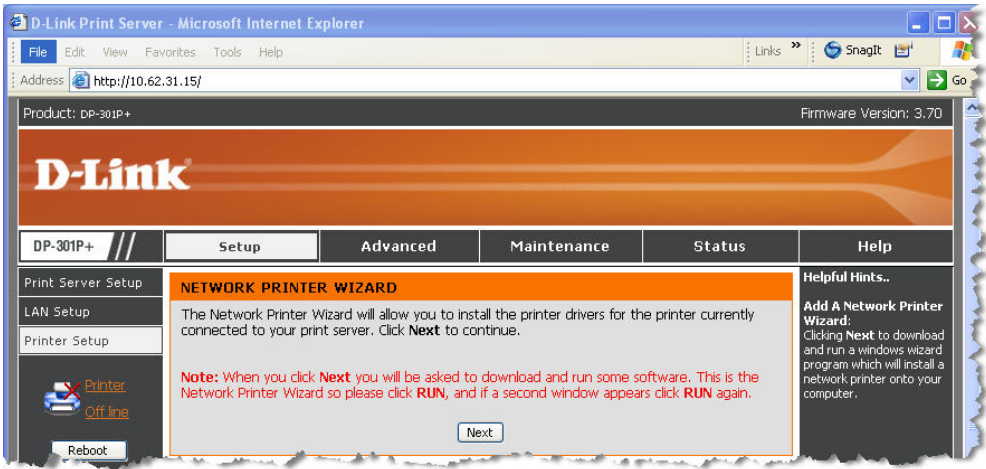 D-Link Print Server - Microsoft Internet Explorer
File Edit View Favorites Tools Help
Links » SnagIt
Address http://10.62.31.15/ Go
Product: DP-301P+ Firmware Version: 3.70
D-Link®
DP-301P+ Setup Advanced Maintenance Status Help
Print Server Setup
LAN Setup
Printer Setup
Printer
Off line
Reboot
NETWORK PRINTER WIZARD
The Network Printer Wizard will allow you to install the printer drivers for the printer currently
connected to your print server. Click Next to continue.
Note: When you click Next you will be asked to download and run some software. This is the
Network Printer Wizard so please click RUN, and if a second window appears click RUN again.
Next
Helpful Hints..
Add A Network Printer
Wizard:
Clicking Next to download
and run a windows wizard
program which will install a
network printer onto your
computer.